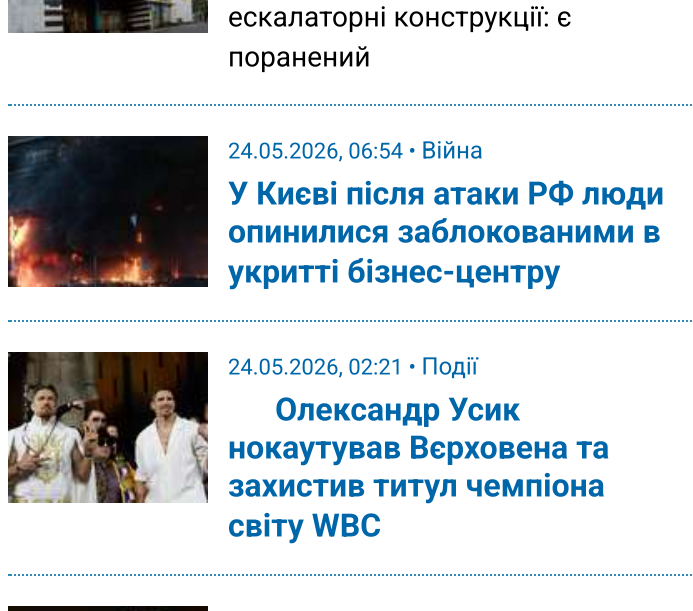 ескалаторні конструкції: є
поранений
24.05.2026, 06:54 • Війна
У Києві після атаки РФ люди
опинилися заблокованими в
укритті бізнес-центру
24.05.2026, 02:21 • Події
Олександр Усик
нокаутував Вєрховена та
захистив титул чемпіона
світу WBC